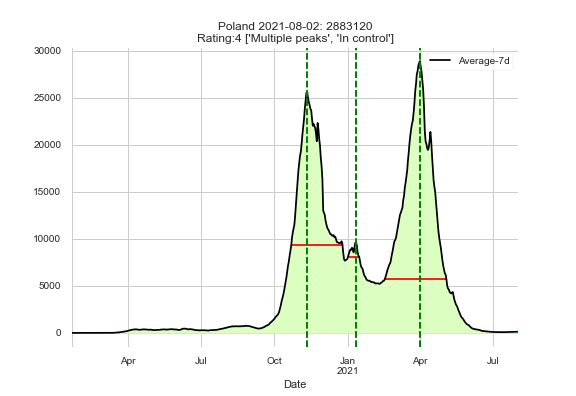 Poland 2021-08-02: 2883120
Rating:4 ['Multiple peaks', 'In control']
Average-7d
30000
25000
20000
15000
10000
5000
0
Apr Jul Oct Jan Apr Jul
2021
Date